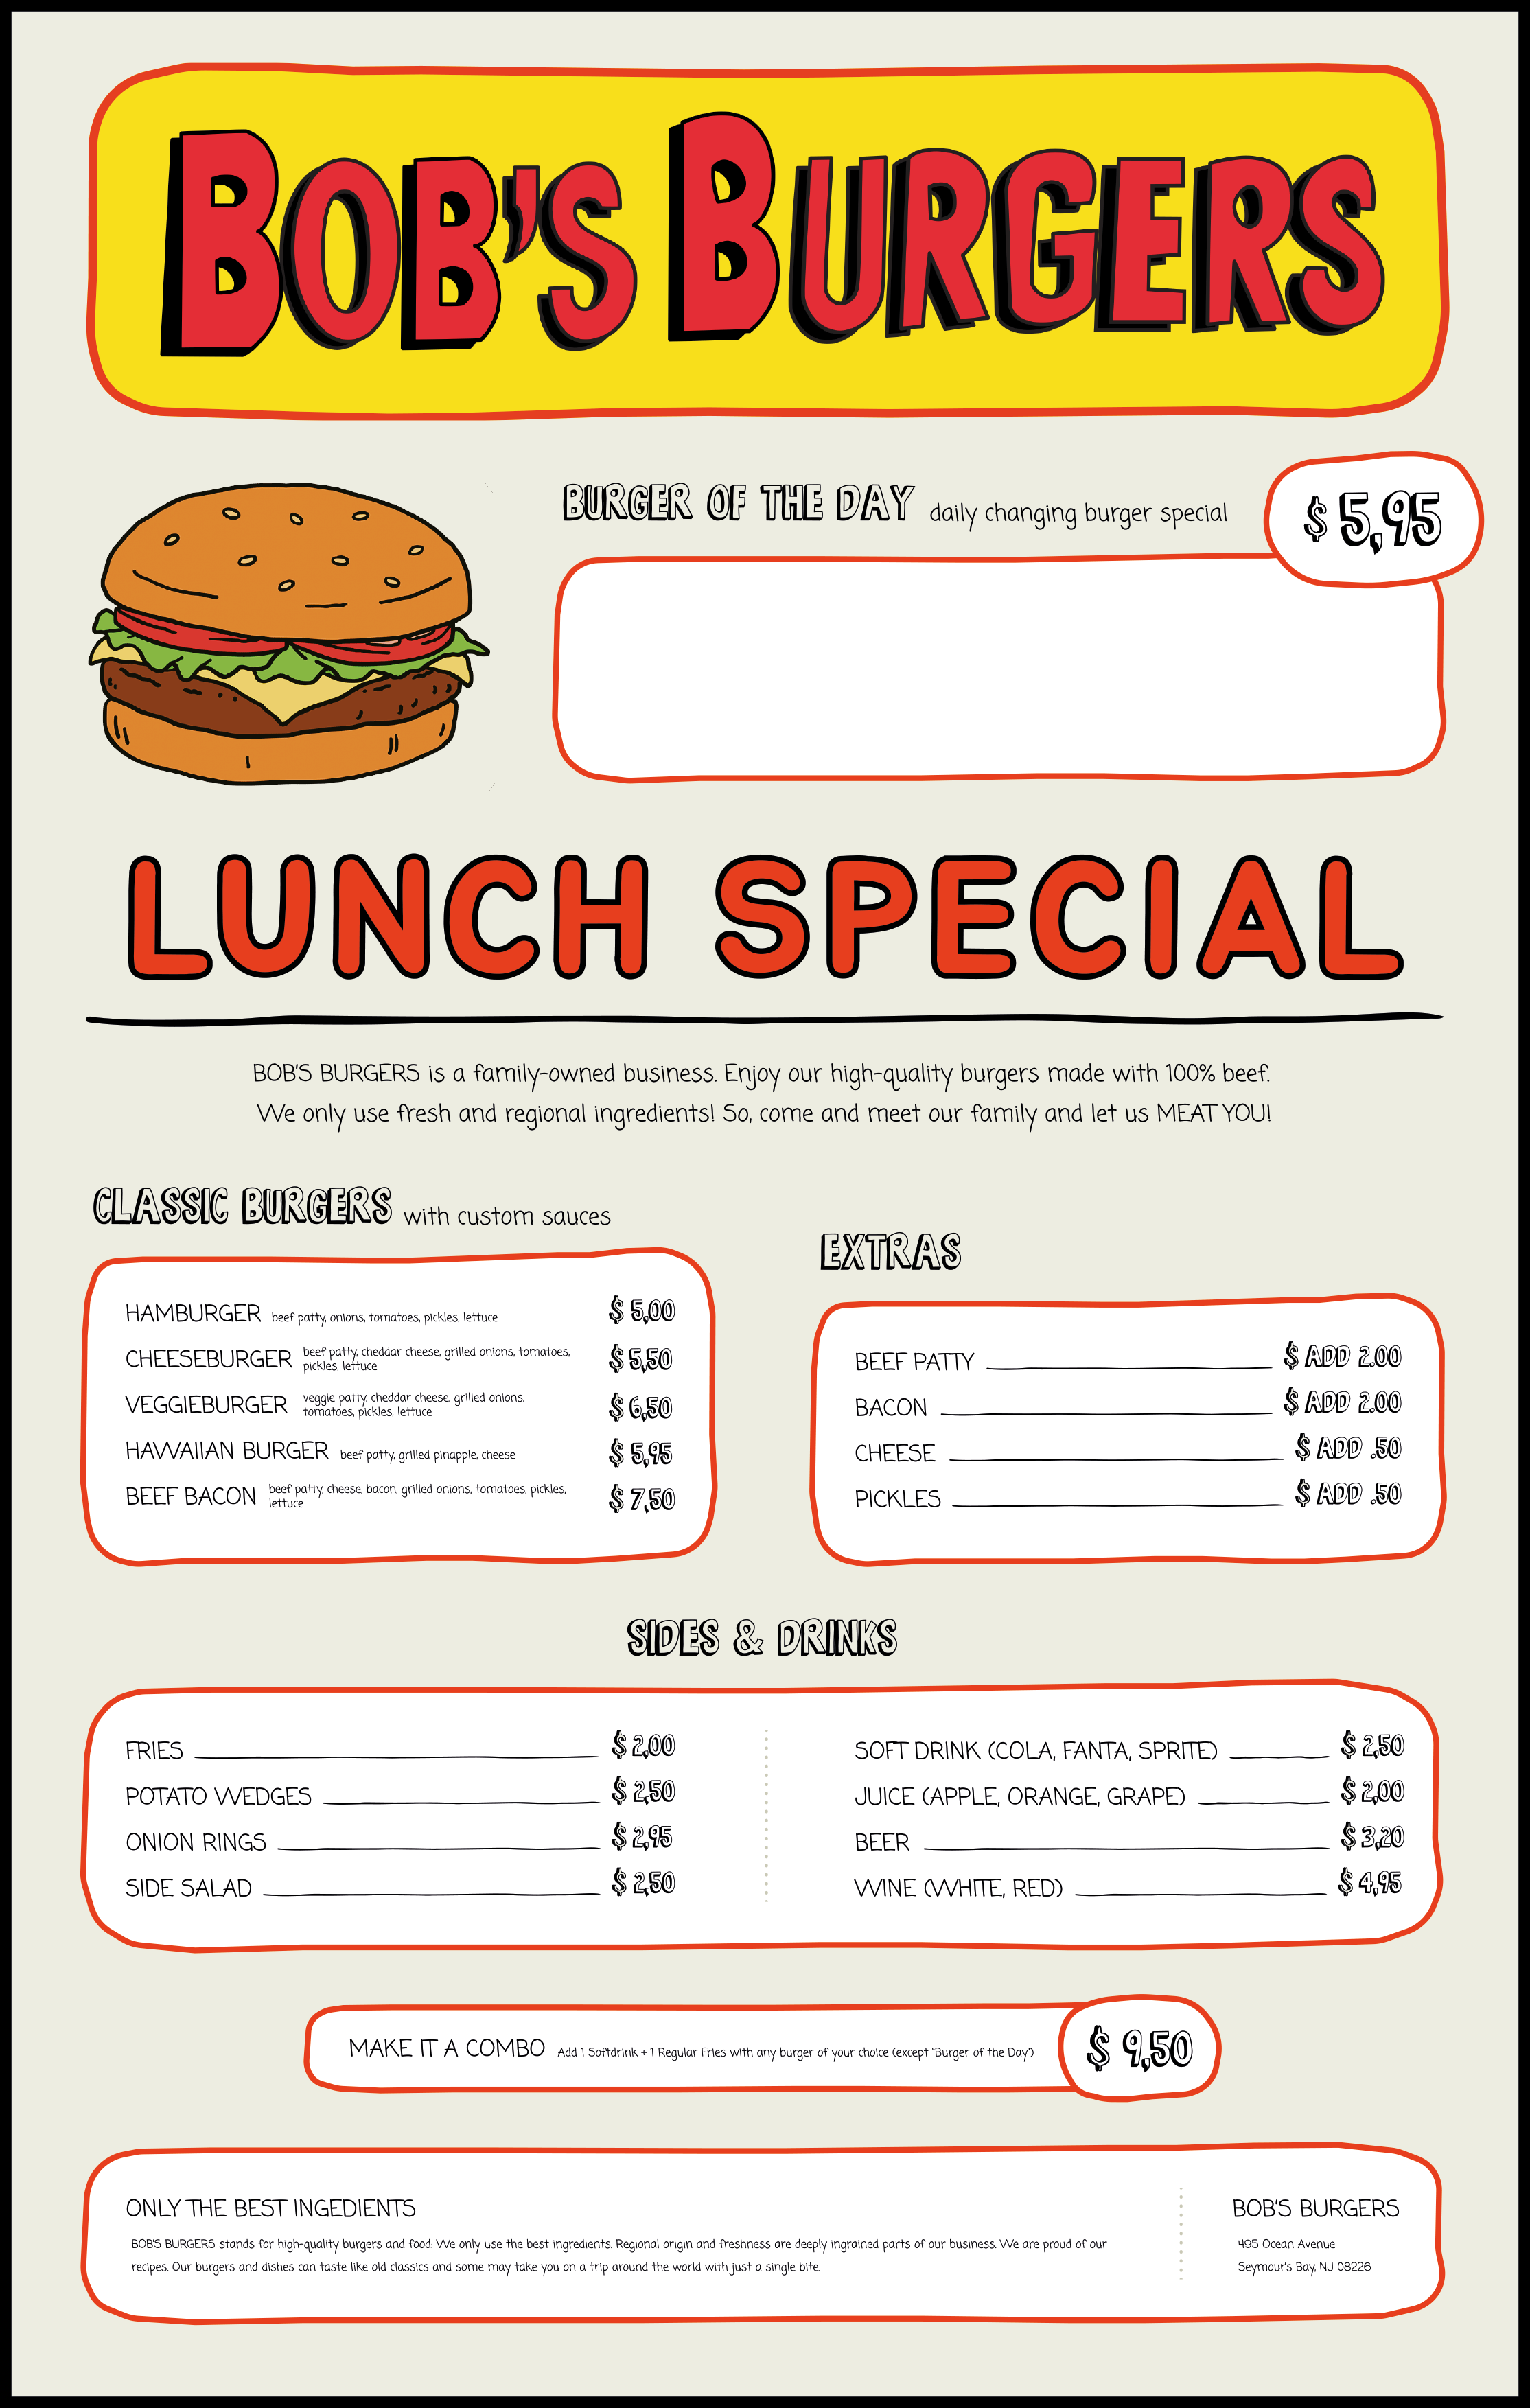 BOB'S BURGERS
BURGER OF THE DAY daily changing burger special
$ 5,95
LUNCH SPECIAL
BOB'S BURGERS is a family-owned business. Enjoy our high-quality burgers made with 100% beef.
We only use fresh and regional ingredients! So, come and meet our family and let us MEAT YOU!
CLASSIC BURGERS with custom sauces
HAMBURGER beef patty, onions, tomatoes, pickles, lettuce $ 5,00
CHEESEBURGER beef patty, cheddar cheese, grilled onions, tomatoes,
pickles, lettuce $ 5,50
VEGGIEBURGER veggie patty, cheddar cheese, grilled onions,
tomatoes, pickles, lettuce $ 6,50
HAWAIIAN BURGER beef patty, grilled pinapple, cheese $ 5,95
BEEF BACON beef patty, cheese, bacon, grilled onions, tomatoes, pickles,
lettuce $ 7,50
EXTRAS
BEEF PATTY $ ADD 2.00
BACON $ ADD 2.00
CHEESE $ ADD .50
PICKLES $ ADD .50
SIDES & DRINKS
FRIES $ 2,00
POTATO WEDGES $ 2,50
ONION RINGS $ 2,95
SIDE SALAD $ 2,50
SOFT DRINK (COLA, FANTA, SPRITE) $ 2,50
JUICE (APPLE, ORANGE, GRAPE) $ 2,00
BEER $ 3,20
WINE (WHITE, RED) $ 4,95
MAKE IT A COMBO Add 1 Softdrink + 1 Regular Fries with any burger of your choice (except "Burger of the Day") $ 9,50
ONLY THE BEST INGEDIENTS
BOB'S BURGERS stands for high-quality burgers and food: We only use the best ingredients. Regional origin and freshness are deeply ingrained parts of our business. We are proud of our
recipes. Our burgers and dishes can taste like old classics and some may take you on a trip around the world with just a single bite.
BOB'S BURGERS
495 Ocean Avenue
Seymour's Bay, NJ 08226